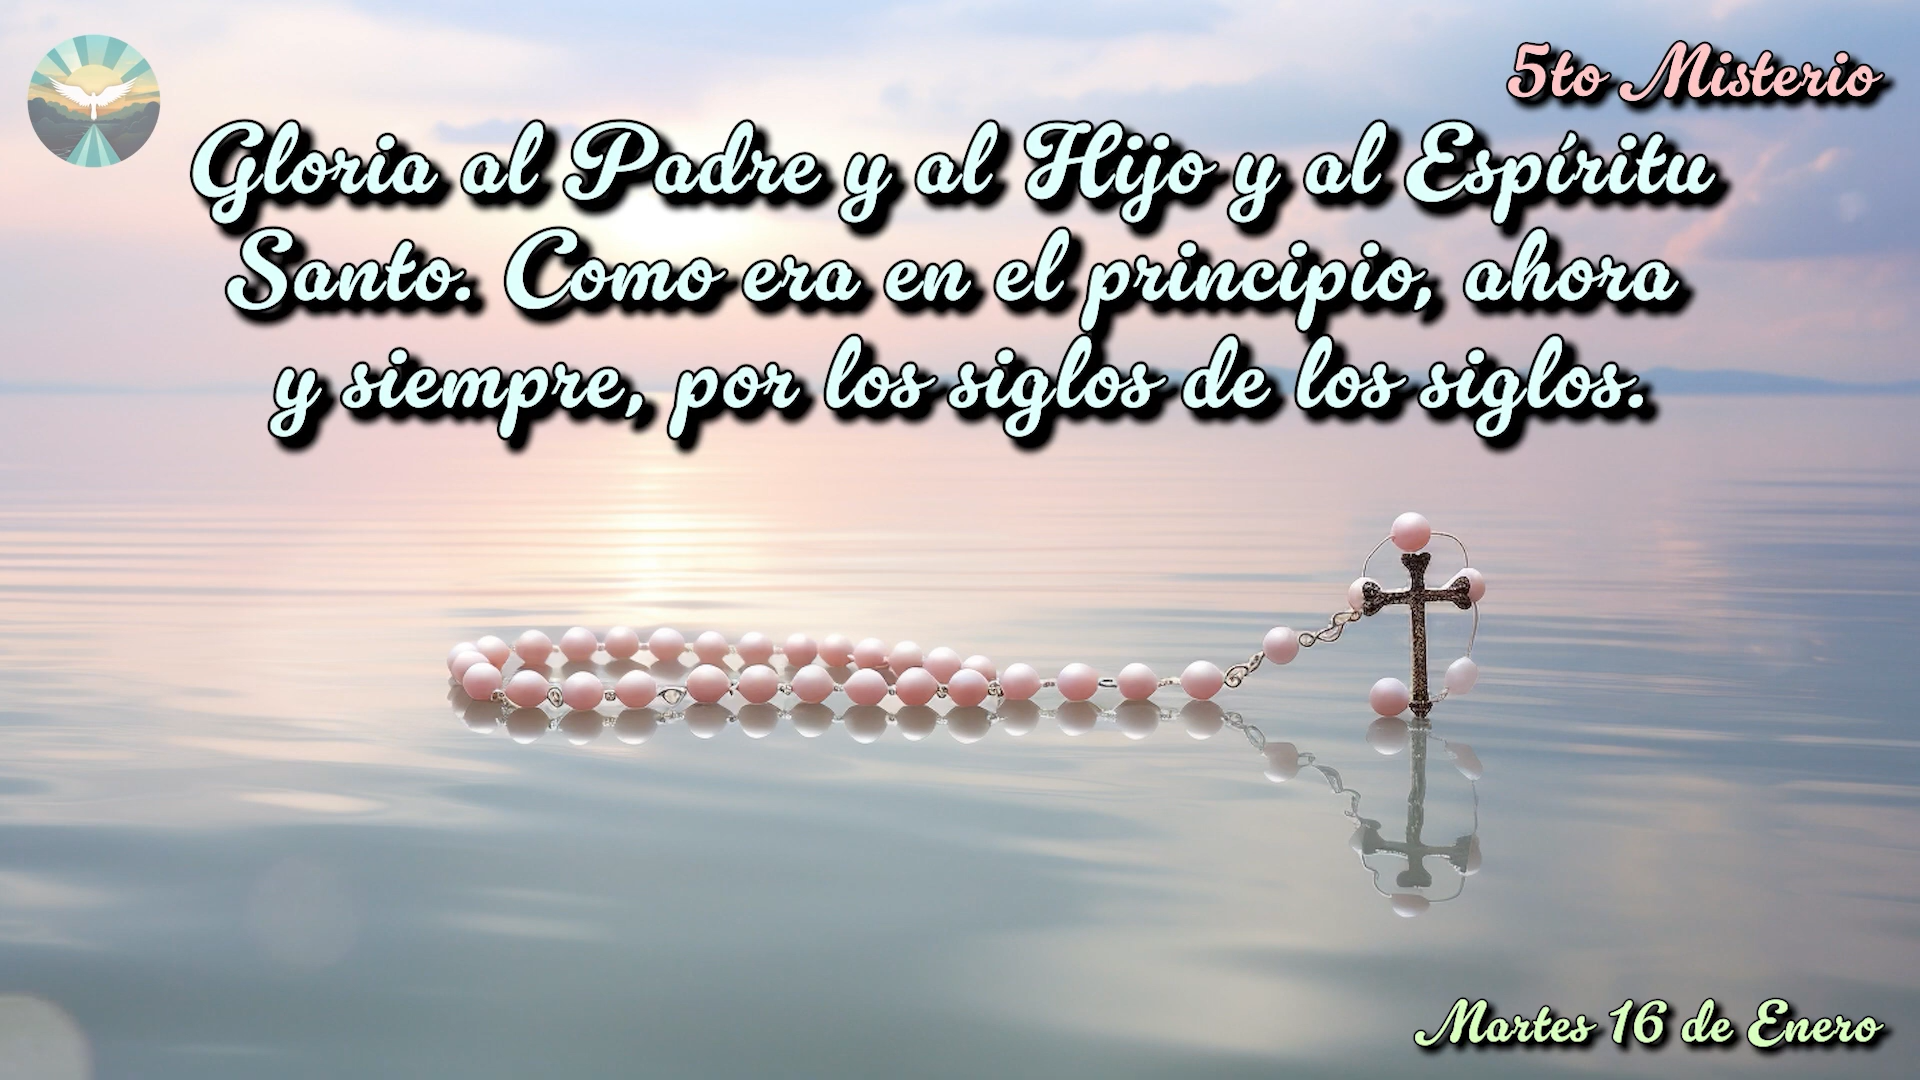 5to Misterio
Gloria al Padre y al Hijo y al Espíritu
Santo. Como era en el principio, ahora
y siempre, por los siglos de los siglos.
Martes 16 de Enero